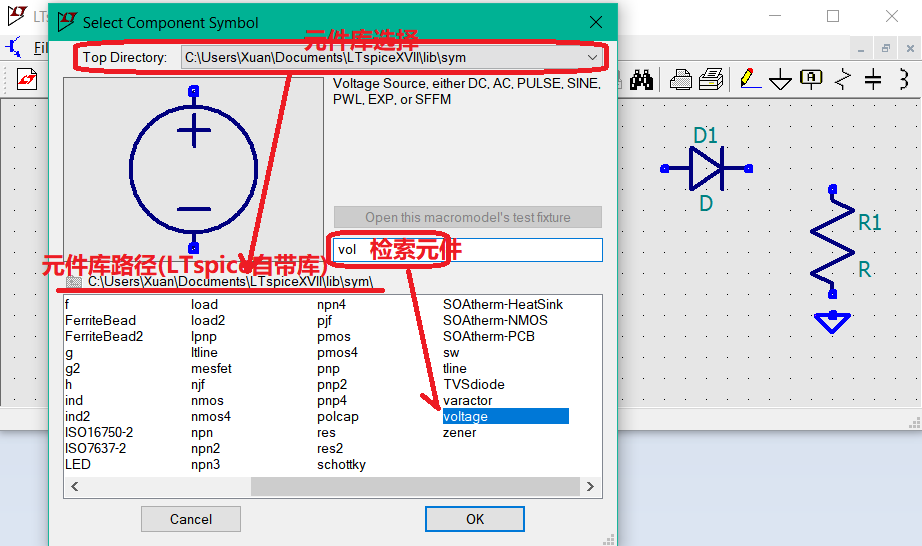 LTs
Select Component Symbol
Fil
元件库选择
Top Directory: C:\Users\Xuan\Documents\LTspiceXVII\lib\sym
Voltage Source, either DC, AC, PULSE, SINE,
PWL, EXP, or SFFM
Open this macromodel's test fixture
vol 检索元件
元件库路径(LTspice自带库)
C:\Users\Xuan\Documents\LTspiceXVII\lib\sym\
f load npn4 SOAtherm-HeatSink
FerriteBead load2 pjf SOAtherm-NMOS
FerriteBead2 lpnp pmos SOAtherm-PCB
g ltline pmos4 sw
g2 mesfet pnp tline
h njf pnp2 TVSdiode
ind nmos pnp4 varactor
ind2 nmos4 polcap voltage
ISO16750-2 npn res zener
ISO7637-2 npn2 res2
LED npn3 schottky
Cancel OK
D1
D
R1
R